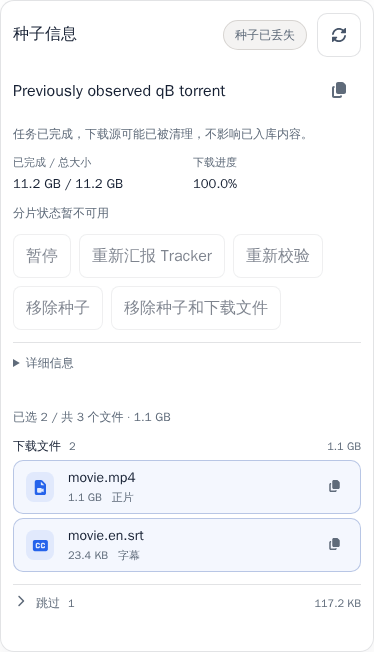 种子信息
种子已丢失
Previously observed qB torrent
任务已完成，下载源可能已被清理，不影响已入库内容。
已完成 / 总大小
下载进度
11.2 GB / 11.2 GB
100.0%
分片状态暂不可用
暂停
重新汇报 Tracker
重新校验
移除种子
移除种子和下载文件
详细信息
已选 2 / 共 3 个文件 · 1.1 GB
下载文件 2
1.1 GB
movie.mp4
1.1 GB 正片
CC
movie.en.srt
23.4 KB 字幕
跳过 1
117.2 KB